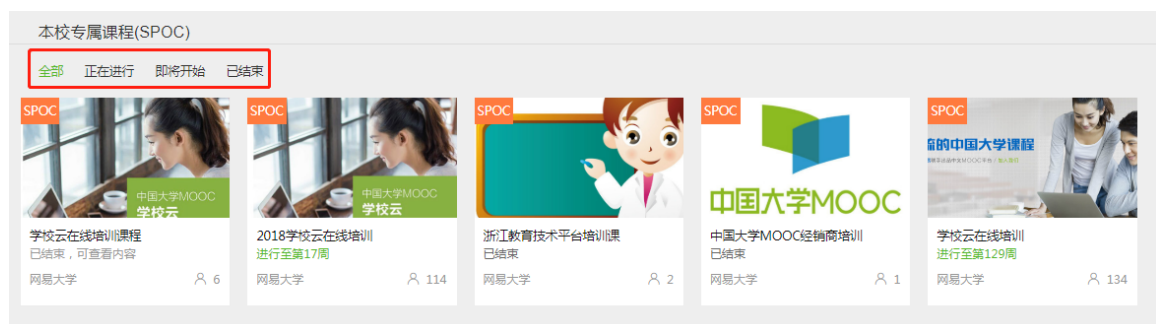 本校专属课程(SPOC)
全部 正在进行 即将开始 已结束
SPOC
中国大学MOOC
学校云
学校云在线培训课程
已结束，可查看内容
网易大学 6
SPOC
中国大学MOOC
学校云
2018学校云在线培训
进行至第17周
网易大学 114
SPOC
浙江教育技术平台培训课
已结束
网易大学 2
SPOC
中国大学MOOC
中国大学MOOC经销商培训
已结束
网易大学 1
SPOC
流的中国大学课程
学校云在线培训
进行至第129周
网易大学 134